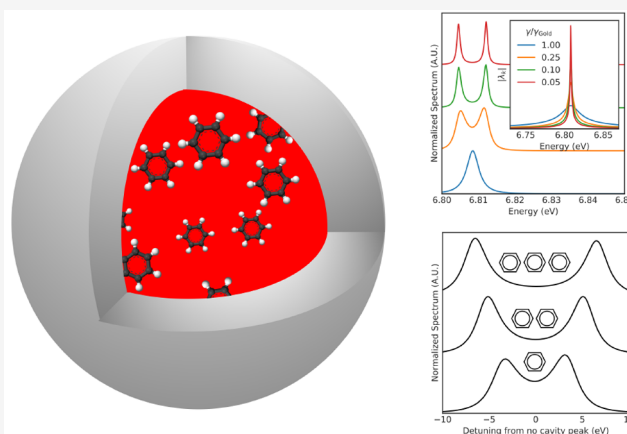 Normalized Spectrum (A.U.)
|λₖ|
γ/γGold
1.00
0.25
0.10
0.05
6.75 6.80 6.85
Energy (eV)
6.80 6.81 6.82 6.83 6.84
Energy (eV)
Normalized Spectrum (A.U.)
−10 −5 0 5
Detuning from no cavity peak (eV)